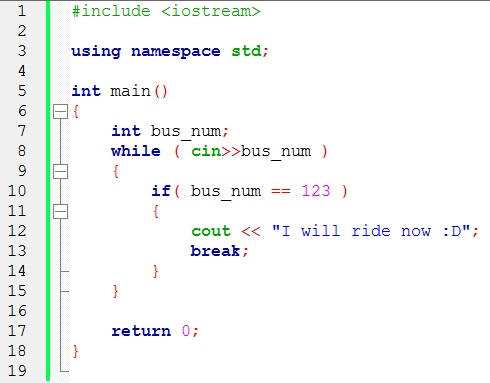 1 #include <iostream>
2
3 using namespace std;
4
5 int main()
6 {
7 int bus_num;
8 while ( cin>>bus_num )
9 {
10 if( bus_num == 123 )
11 {
12 cout << "I will ride now :D";
13 break;
14 }
15 }
16
17 return 0;
18 }
19